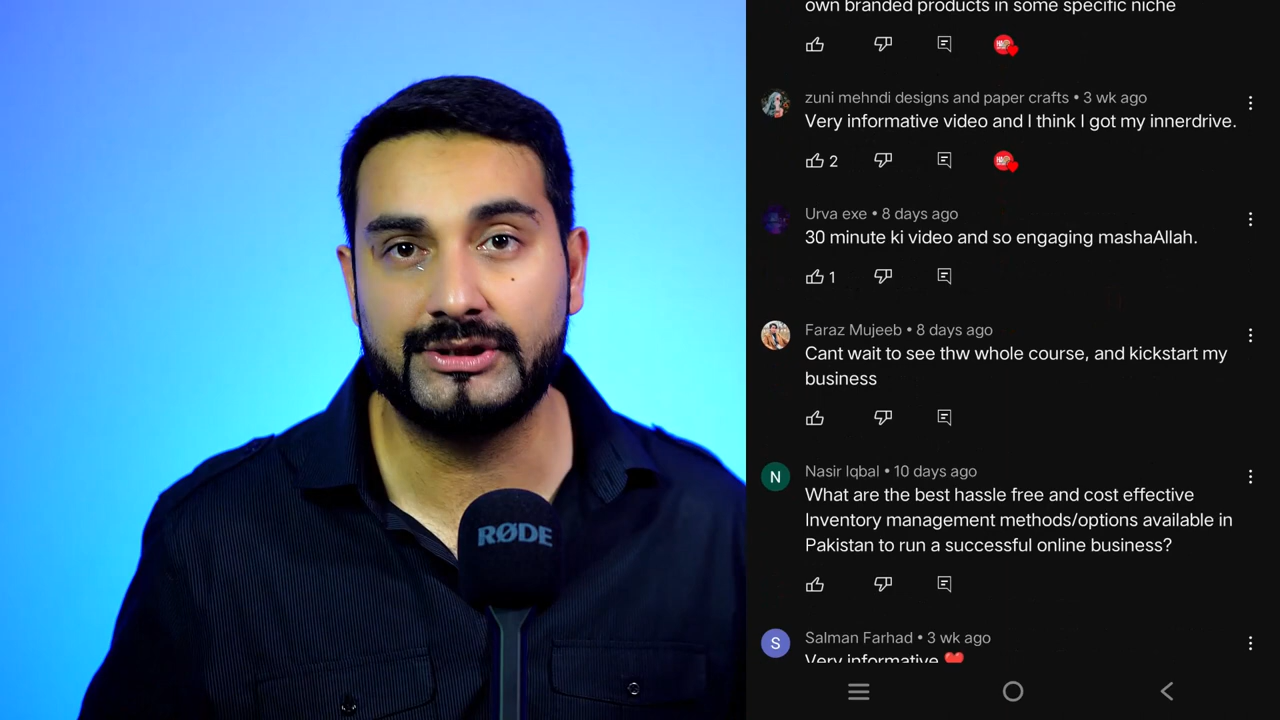 RØDE
own branded products in some specific niche
zuni mehndi designs and paper crafts • 3 wk ago
Very informative video and I think I got my innerdrive.
2
Urva exe • 8 days ago
30 minute ki video and so engaging mashaAllah.
1
Faraz Mujeeb • 8 days ago
Cant wait to see thw whole course, and kickstart my
business
N
Nasir Iqbal • 10 days ago
What are the best hassle free and cost effective
Inventory management methods/options available in
Pakistan to run a successful online business?
S
Salman Farhad • 3 wk ago
Very informative ❤️